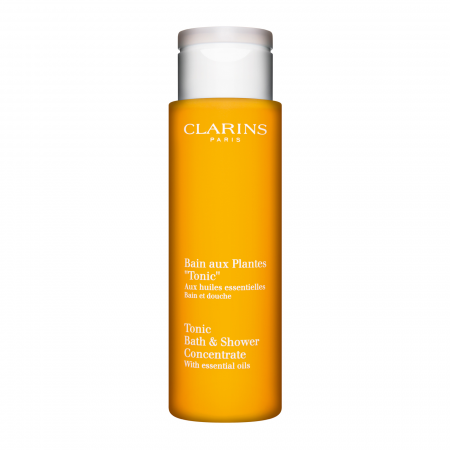 CLARINS
PARIS
Bain aux Plantes
"Tonic"
Aux huiles essentielles
Bain et douche
Tonic
Bath & Shower
Concentrate
With essential oils